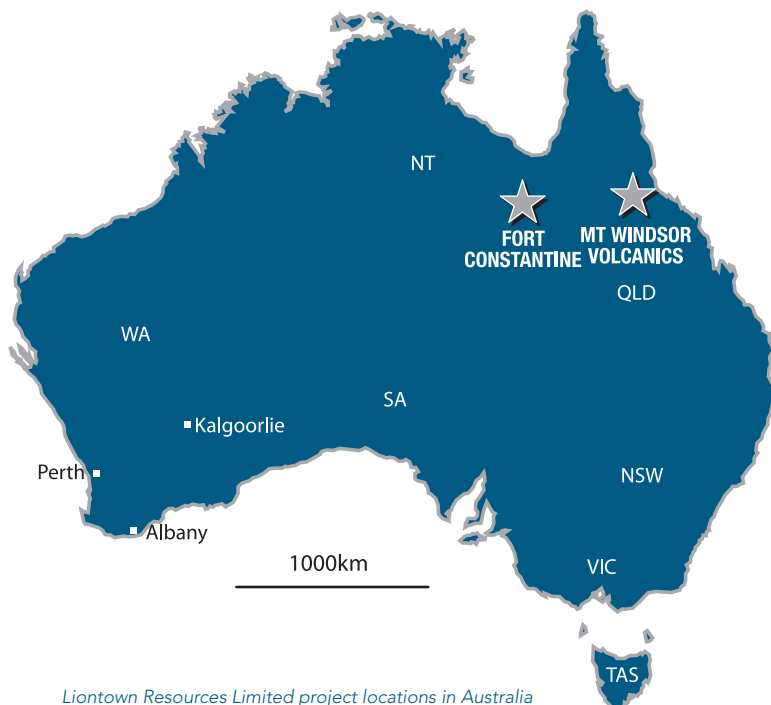 NT
FORT
CONSTANTINE
MT WINDSOR
VOLCANICS
QLD
WA
SA
Kalgoorlie
Perth
NSW
Albany
1000km
VIC
TAS
Liontown Resources Limited project locations in Australia